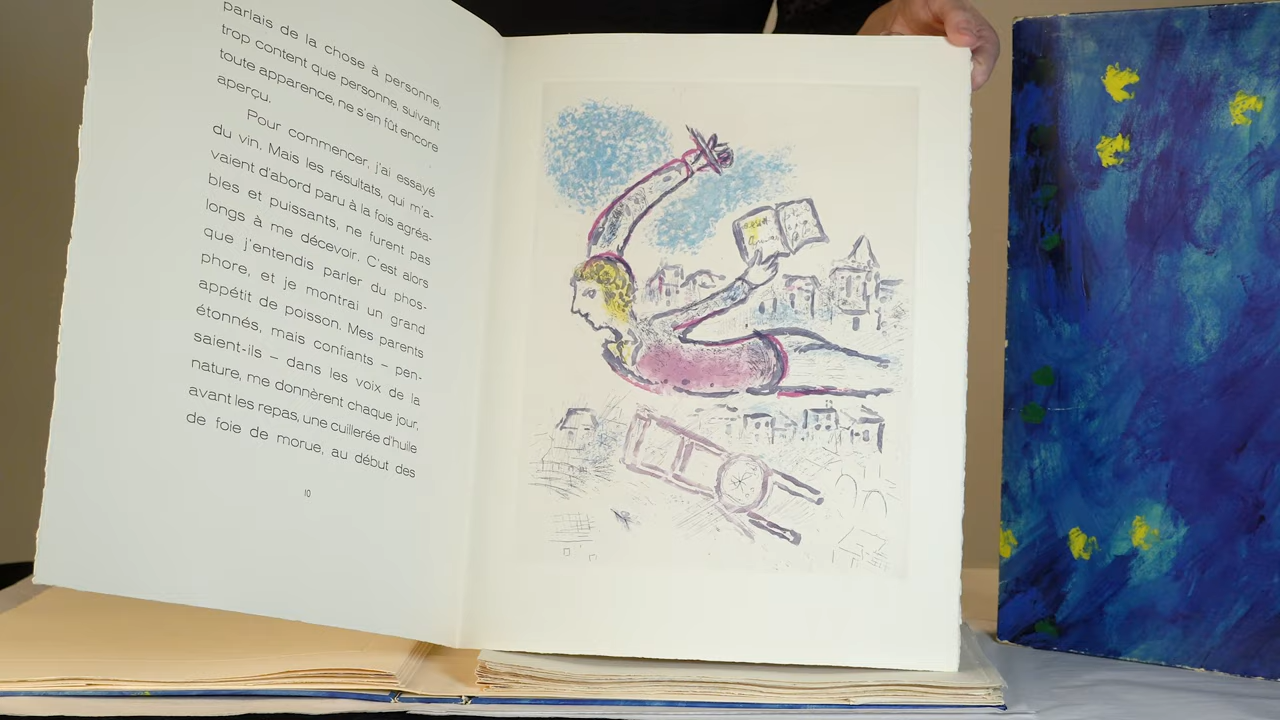 parlais de la chose à personne,
trop content que personne, suivant
toute apparence, ne s'en fût encore
aperçu.
Pour commencer, j'ai essayé
du vin. Mais les résultats, qui m'a-
vaient d'abord paru à la fois agréa-
bles et puissants, ne furent pas
longs à me décevoir. C'est alors
que j'entendis parler du phos-
phore, et je montrai un grand
appétit de poisson. Mes parents
étonnés, mais confiants – pen-
saient-ils – dans les voix de la
nature, me donnèrent chaque jour,
avant les repas, une cuillerée d'huile
de foie de morue, au début des
10